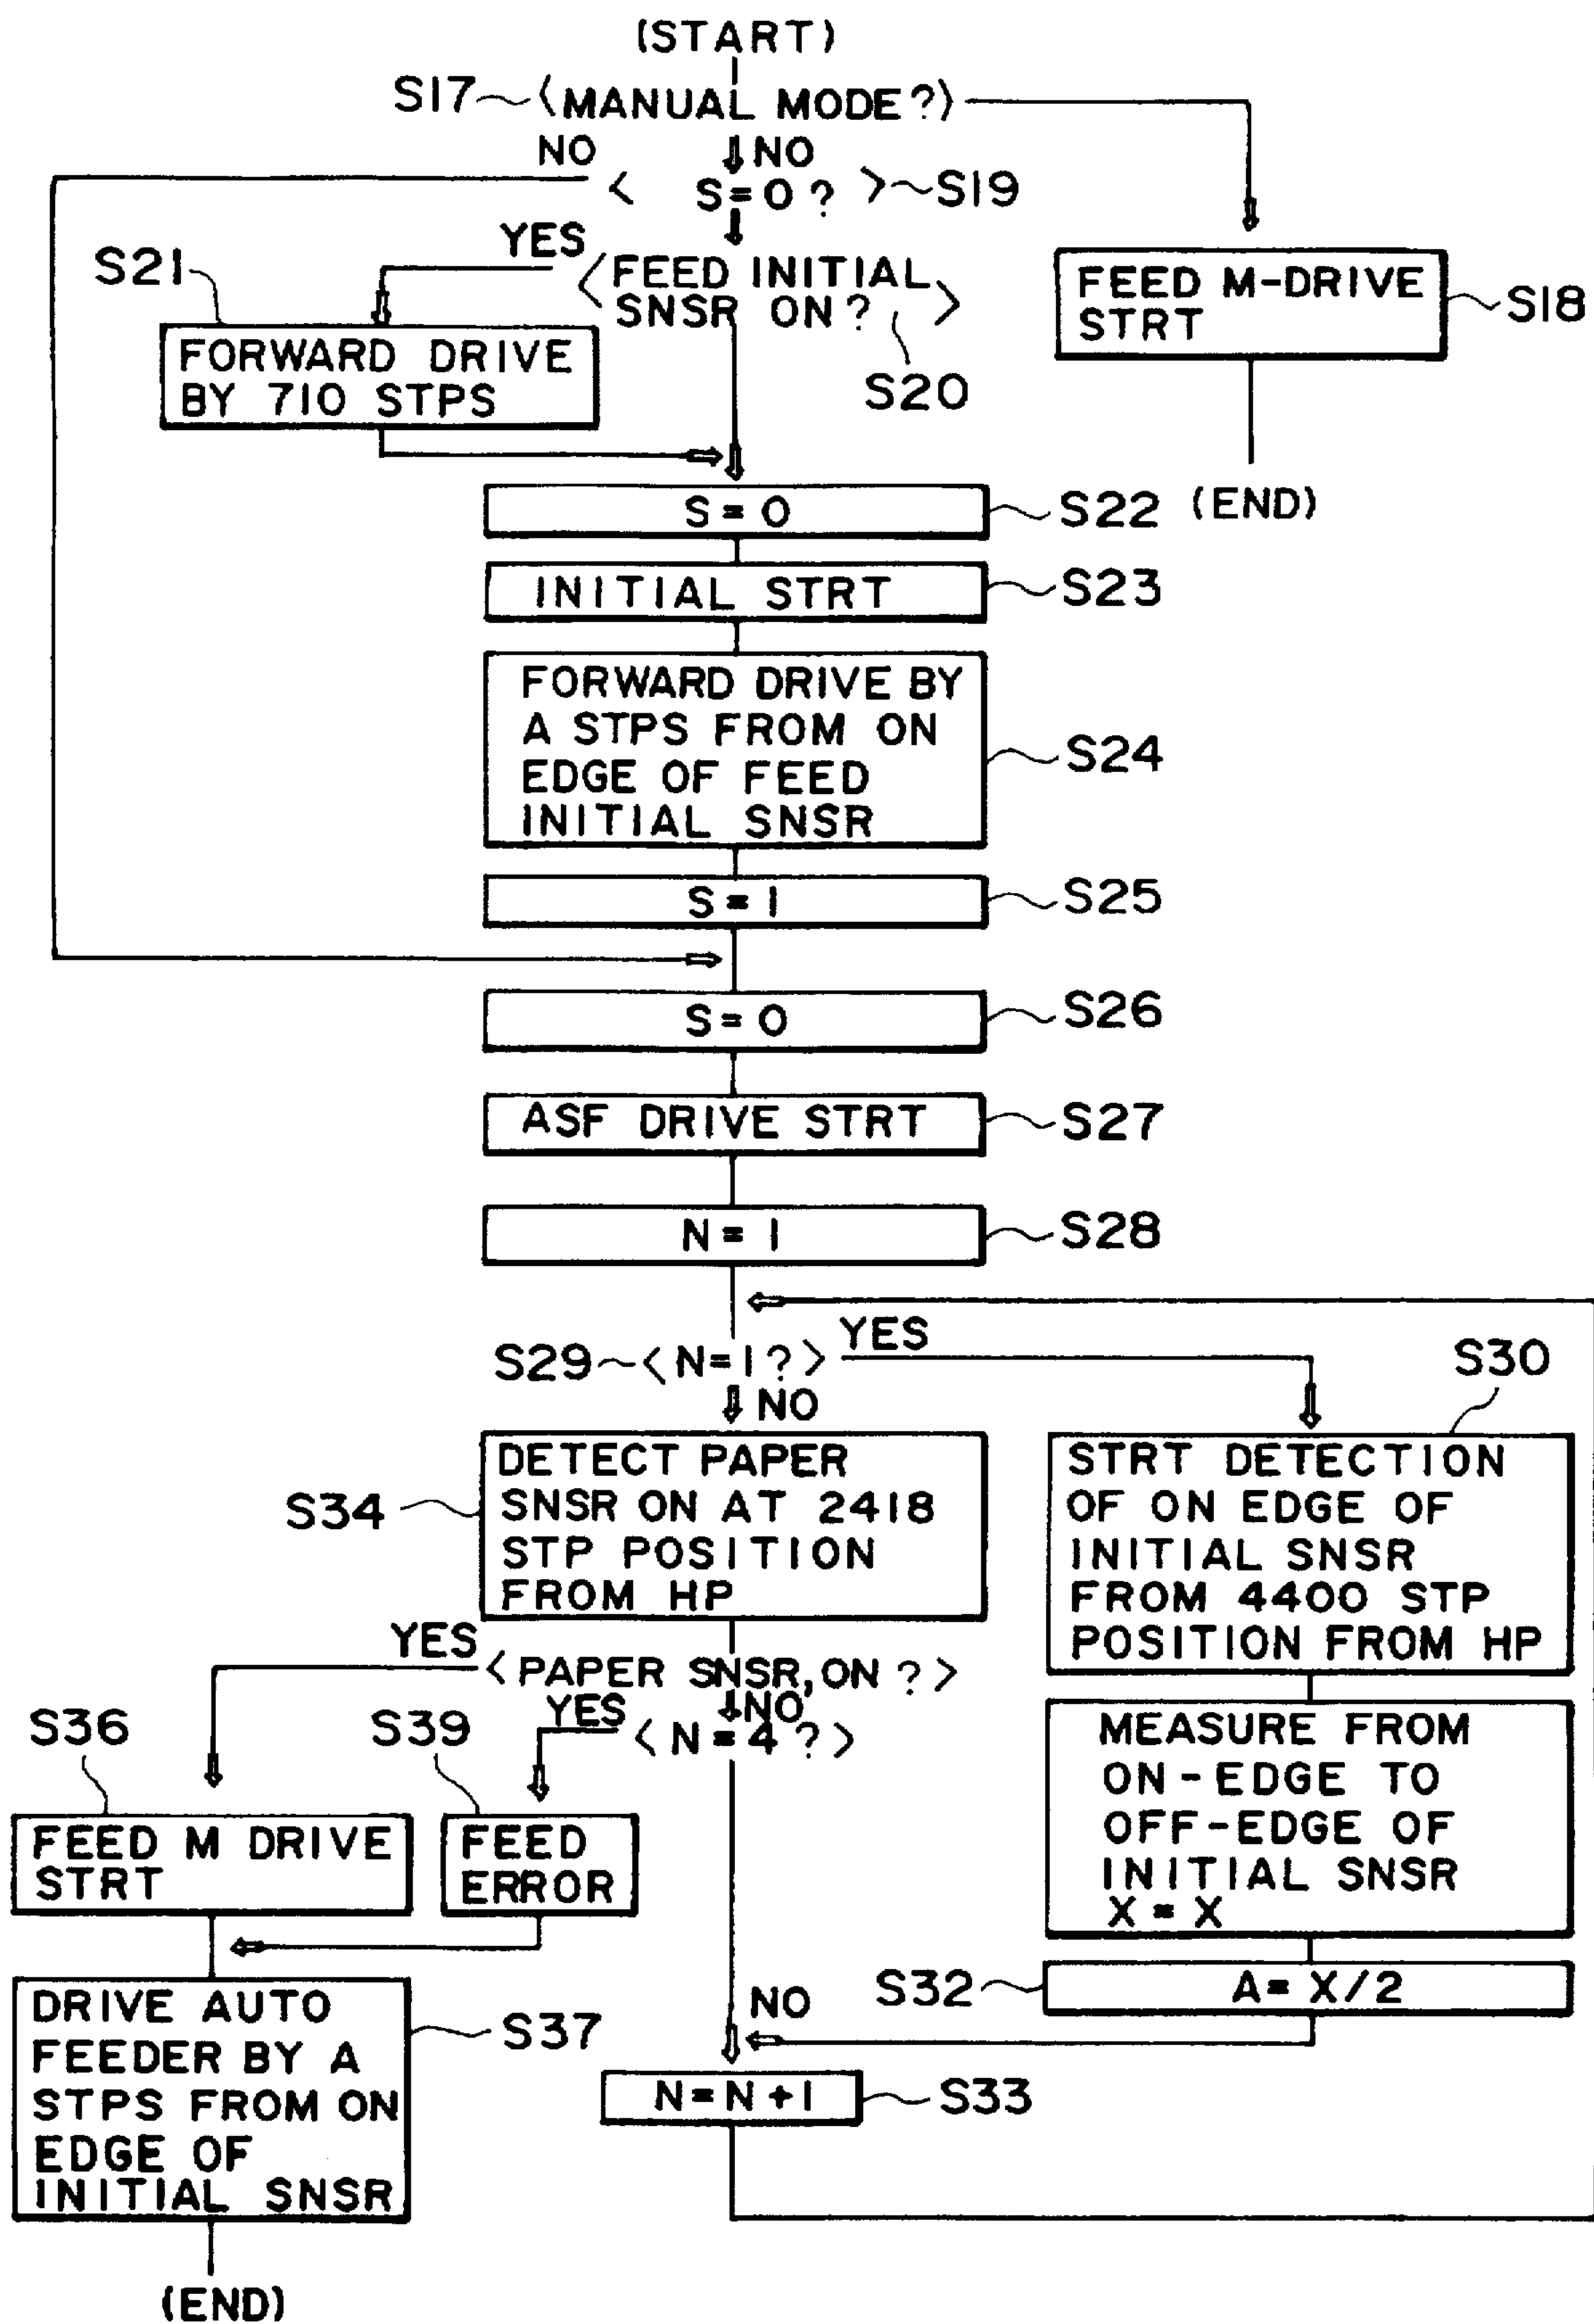 (START)
S17 <MANUAL MODE?>
NO
NO
< S=0? > S19
YES
S21
<FEED INITIAL
SNSR ON? >
S20
FEED M-DRIVE
STRT
S18
FORWARD DRIVE
BY 710 STPS
S=0
S22
(END)
INITIAL STRT
S23
FORWARD DRIVE BY
A STPS FROM ON
EDGE OF FEED
INITIAL SNSR
S24
S=1
S25
S=0
S26
ASF DRIVE STRT
S27
N=1
S28
S29 <N=1?> YES
NO
S30
S34
DETECT PAPER
SNSR ON AT 2418
STP POSITION
FROM HP
STRT DETECTION
OF ON EDGE OF
INITIAL SNSR
FROM 4400 STP
POSITION FROM HP
YES
<PAPER SNSR, ON ?>
YES
NO
<N=4?>
S36
S39
MEASURE FROM
ON-EDGE TO
OFF-EDGE OF
INITIAL SNSR
X=X
FEED M DRIVE
STRT
FEED
ERROR
S32
A=X/2
NO
DRIVE AUTO
FEEDER BY A
STPS FROM ON
EDGE OF
INITIAL SNSR
S37
N=N+1
S33
(END)